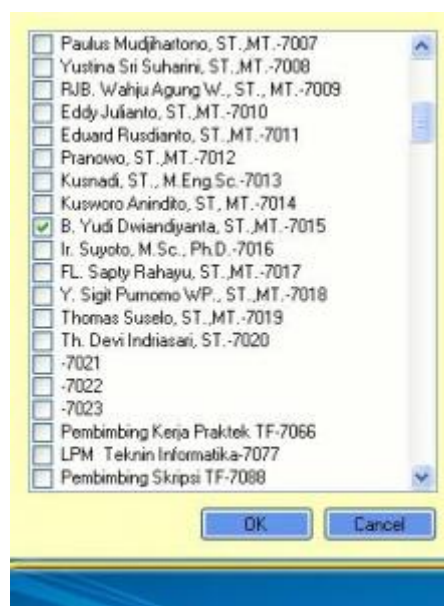 Paulus Mudjihartono, ST.,MT.-7007
Yustina Sri Suharini, ST.,MT.-7008
RJB. Wahju Agung W., ST., MT.-7009
Eddy Julianto, ST.,MT.-7010
Eduard Rusdianto, ST.,MT.-7011
Pranowo, ST.,MT.-7012
Kusnadi, ST., M.Eng.Sc.-7013
Kusworo Anindito, ST, MT.-7014
B. Yudi Dwiandiyanta, ST.,MT.-7015
Ir. Suyoto, M.Sc., Ph.D.-7016
FL. Sapty Rahayu, ST.,MT.-7017
Y. Sigit Purnomo WP., ST.,MT.-7018
Thomas Suselo, ST.,MT.-7019
Th. Devi Indriasari, ST.-7020
-7021
-7022
-7023
Pembimbing Kerja Praktek TF-7066
LPM Teknin Informatika-7077
Pembimbing Skripsi TF-7088
OK Cancel